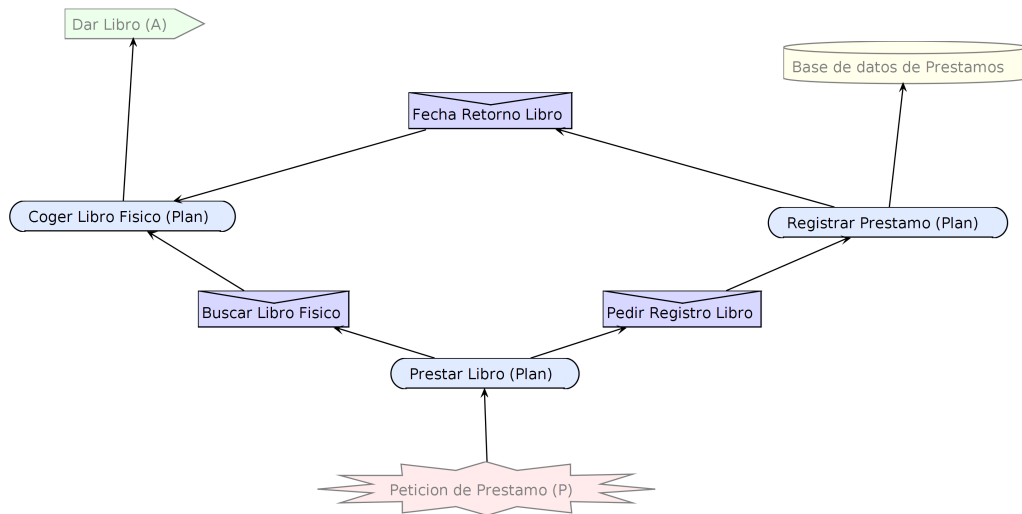 Dar Libro (A)
Base de datos de Prestamos
Fecha Retorno Libro
Coger Libro Fisico (Plan)
Registrar Prestamo (Plan)
Buscar Libro Fisico
Pedir Registro Libro
Prestar Libro (Plan)
Peticion de Prestamo (P)